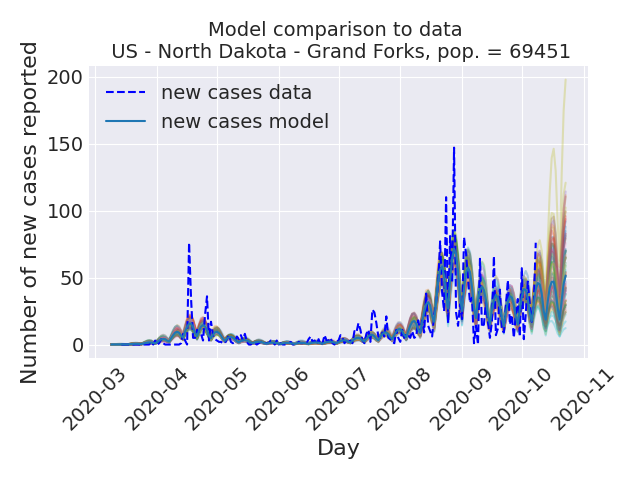 Model comparison to data
US - North Dakota - Grand Forks, pop. = 69451
Number of new cases reported
200
150
100
50
0
new cases data
new cases model
2020-03
2020-04
2020-05
2020-06
2020-07
2020-08
2020-09
2020-10
2020-11
Day